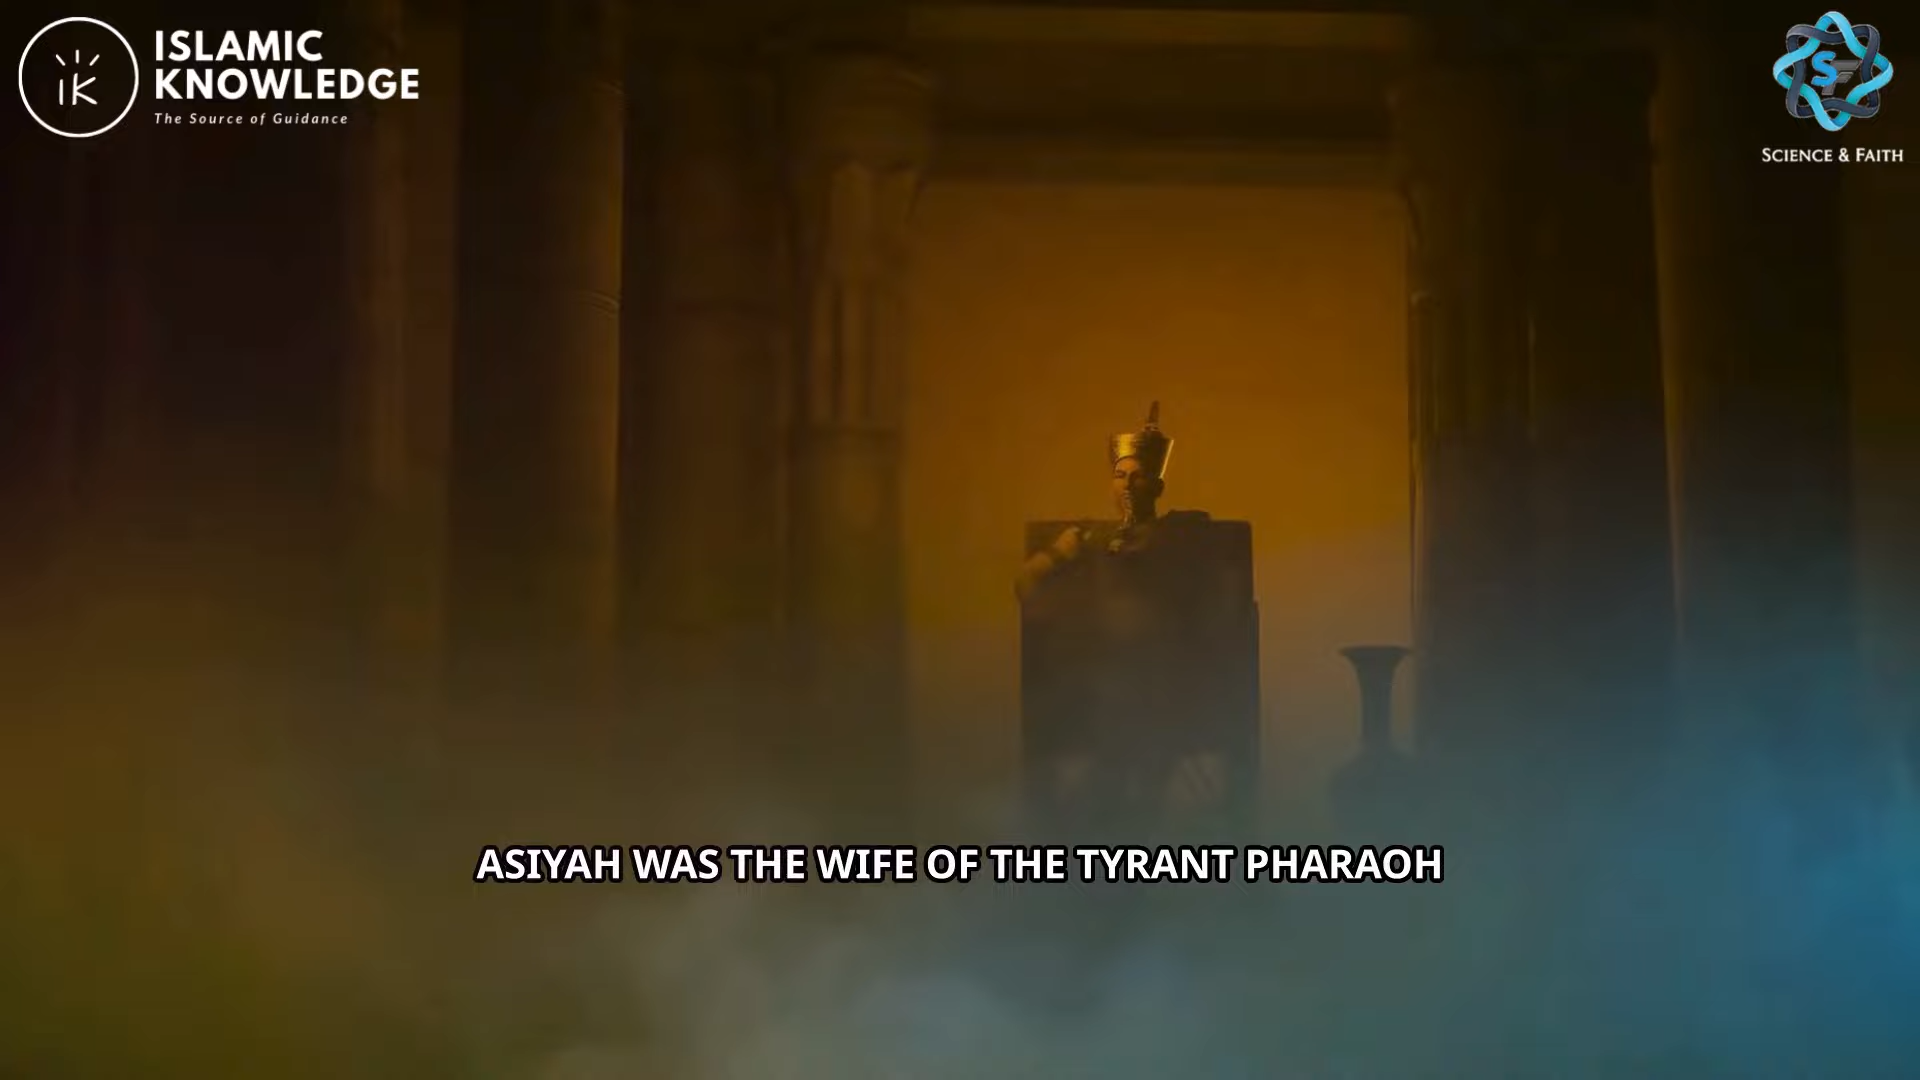 ISLAMIC
KNOWLEDGE
The Source of Guidance
SCIENCE & FAITH
ASIYAH WAS THE WIFE OF THE TYRANT PHARAOH